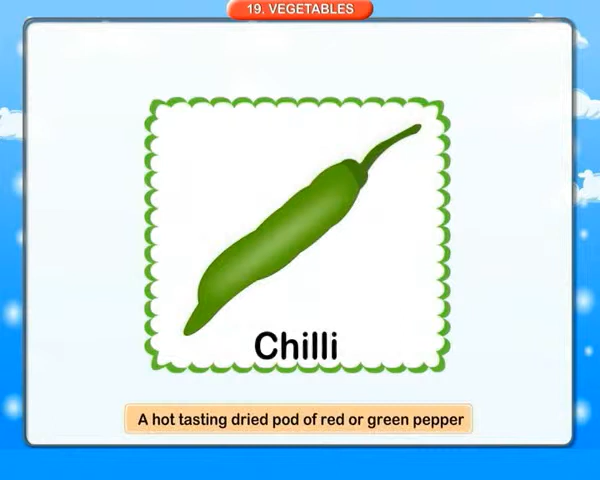 19. VEGETABLES
Chilli
A hot tasting dried pod of red or green pepper